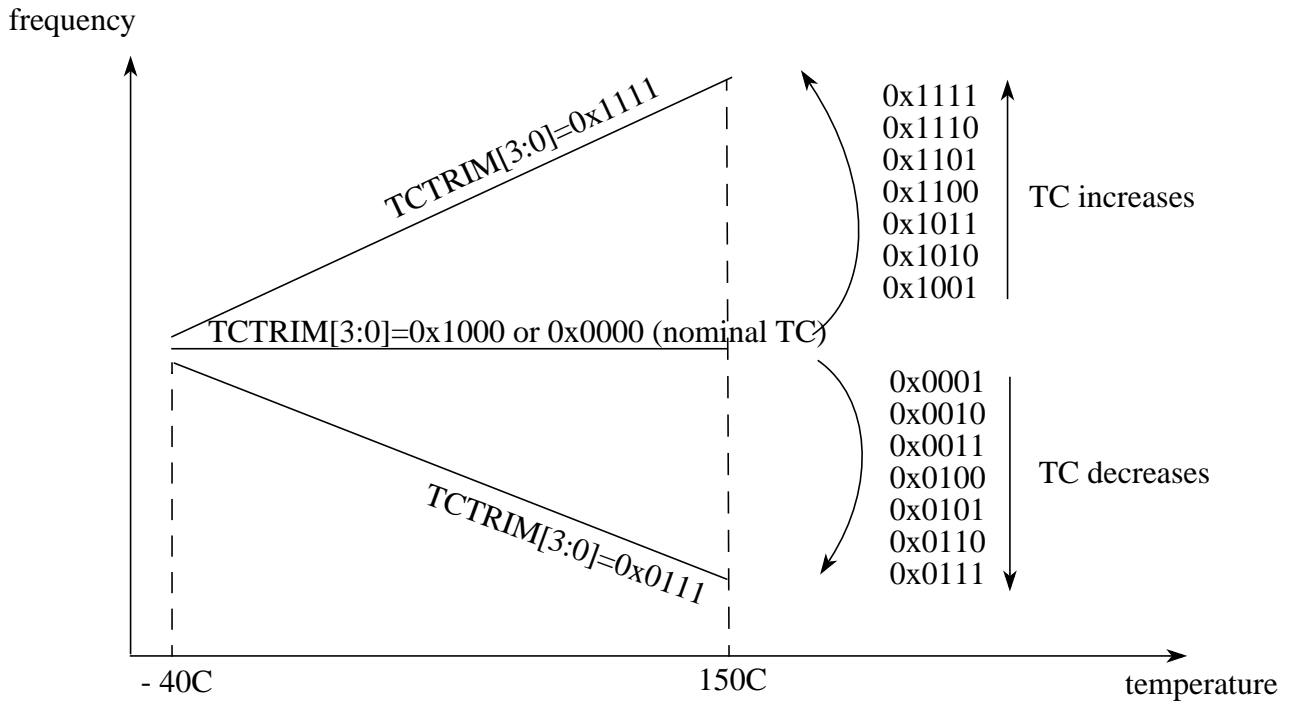 frequency
TCTRIM[3:0]=0x1111
0x1111
0x1110
0x1101
0x1100
0x1011
0x1010
0x1001
TC increases
TCTRIM[3:0]=0x1000 or 0x0000 (nominal TC)
0x0001
0x0010
0x0011
0x0100
0x0101
0x0110
0x0111
TC decreases
TCTRIM[3:0]=0x0111
- 40C
150C
temperature